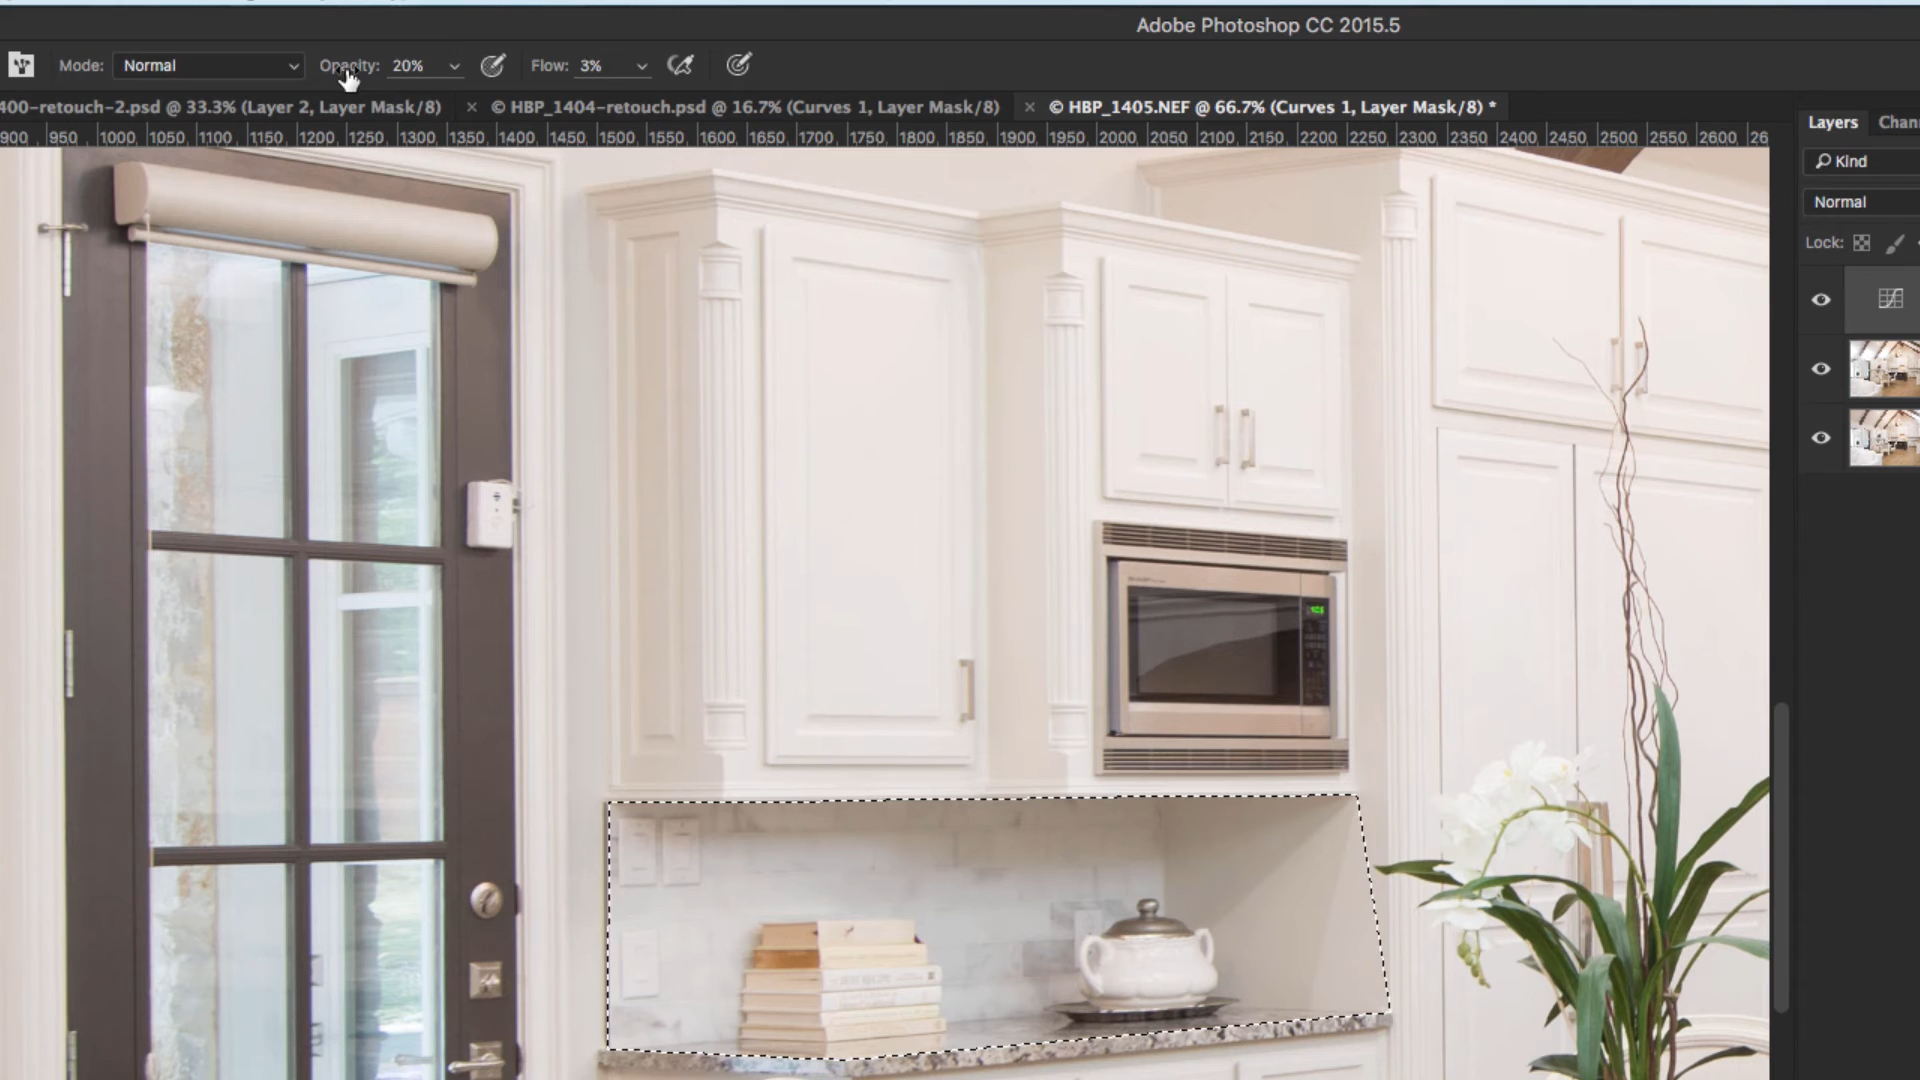 Adobe Photoshop CC 2015.5
Mode: Normal Opacity: 20% Flow: 3%
400-retouch-2.psd @ 33.3% (Layer 2, Layer Mask/8) × © HBP_1404-retouch.psd @ 16.7% (Curves 1, Layer Mask/8) × © HBP_1405.NEF @ 66.7% (Curves 1, Layer Mask/8) *
900 950 1000 1050 1100 1150 1200 1250 1300 1350 1400 1450 1500 1550 1600 1650 1700 1750 1800 1850 1900 1950 2000 2050 2100 2150 2200 2250 2300 2350 2400 2450 2500 2550 2600 26
Layers Chann
Kind
Normal
Lock: